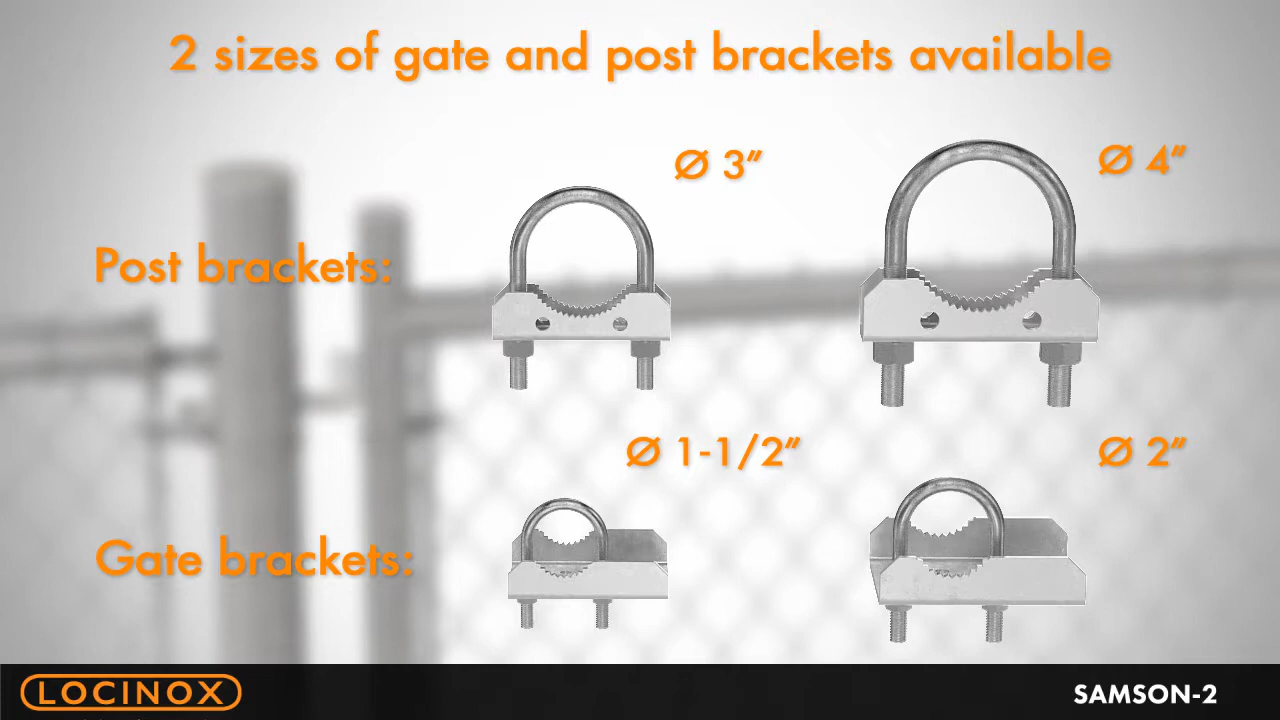 2 sizes of gate and post brackets available
Ø 3"
Ø 4"
Post brackets:
Ø 1-1/2"
Ø 2"
Gate brackets:
LOCINOX
SAMSON-2